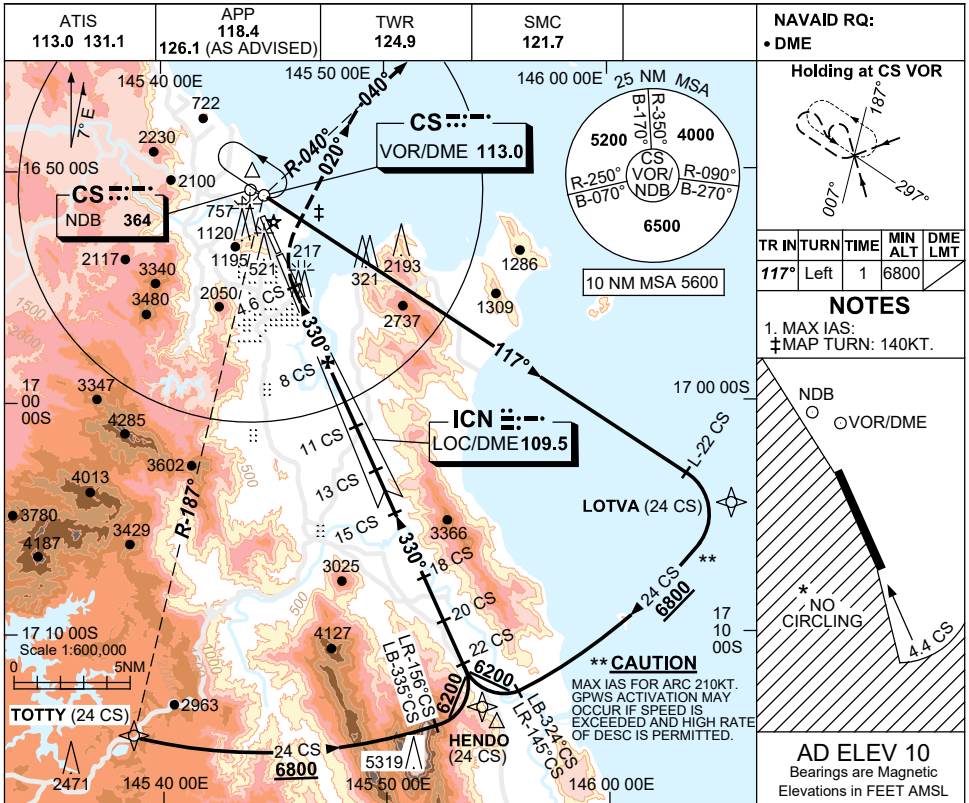 ATIS
113.0 131.1
APP
118.4
126.1 (AS ADVISED)
TWR
124.9
SMC
121.7
NAVAID RQ:
• DME
145 40 00E
145 50 00E
146 00 00E
7° E
722
2230
16 50 00S
2100
CS
NDB 364
CS
VOR/DME 113.0
R-040°
020°
040°
‡
25 NM MSA
B-170°
R-350°
5200
4000
CS
VOR/
NDB
R-250°
B-070°
R-090°
B-270°
6500
10 NM MSA 5600
Holding at CS VOR
187°
007°
297°
TR IN
TURN
TIME
MIN
ALT
DME
LMT
117°
Left
1
6800
NOTES
1. MAX IAS:
‡MAP TURN: 140KT.
757
1120
1195
521
217
2117
3340
3480
2050
4.6 CS
321
2193
2737
1286
1309
330°
117°
8 CS
1500
2000
17
00
00S
3347
4285
500
11 CS
ICN
LOC/DME 109.5
17 00 00S
NDB
VOR/DME
3602
4013
R-187°
13 CS
L-22 CS
LOTVA (24 CS)
3780
4187
3429
15 CS
330°
3366
18 CS
**
24 CS
6800
3025
500
20 CS
* NO
CIRCLING
4.4 CS
17 10 00S
Scale 1:600,000
0
5NM
1000
4127
22 CS
17
10
00S
LR-156°CS
LB-335°CS
6200
6200
LB-324°CS
LR-145°CS
** CAUTION
MAX IAS FOR ARC 210KT.
GPWS ACTIVATION MAY
OCCUR IF SPEED IS
EXCEEDED AND HIGH RATE
OF DESC IS PERMITTED.
TOTTY (24 CS)
2963
24 CS
6800
HENDO
(24 CS)
5319
2471
145 40 00E
145 50 00E
146 00 00E
AD ELEV 10
Bearings are Magnetic
Elevations in FEET AMSL